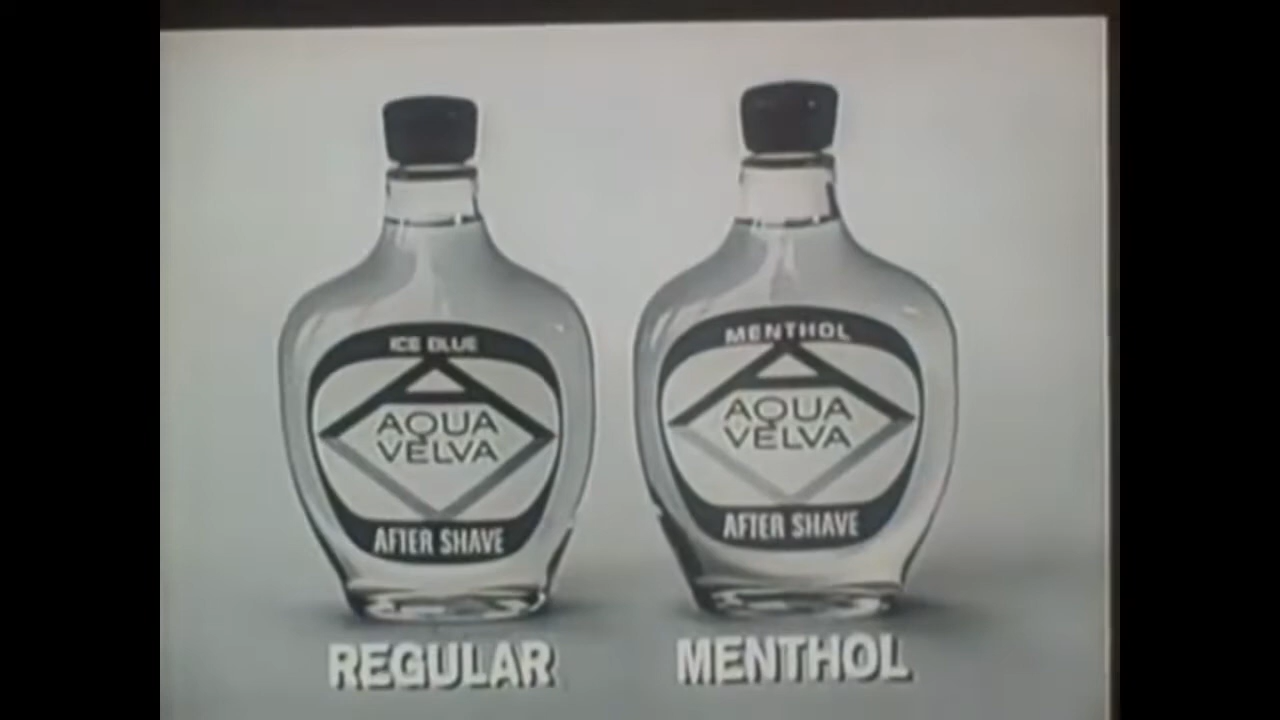 ICE BLUE
AQUA
VELVA
AFTER SHAVE
REGULAR
MENTHOL
AQUA
VELVA
AFTER SHAVE
MENTHOL